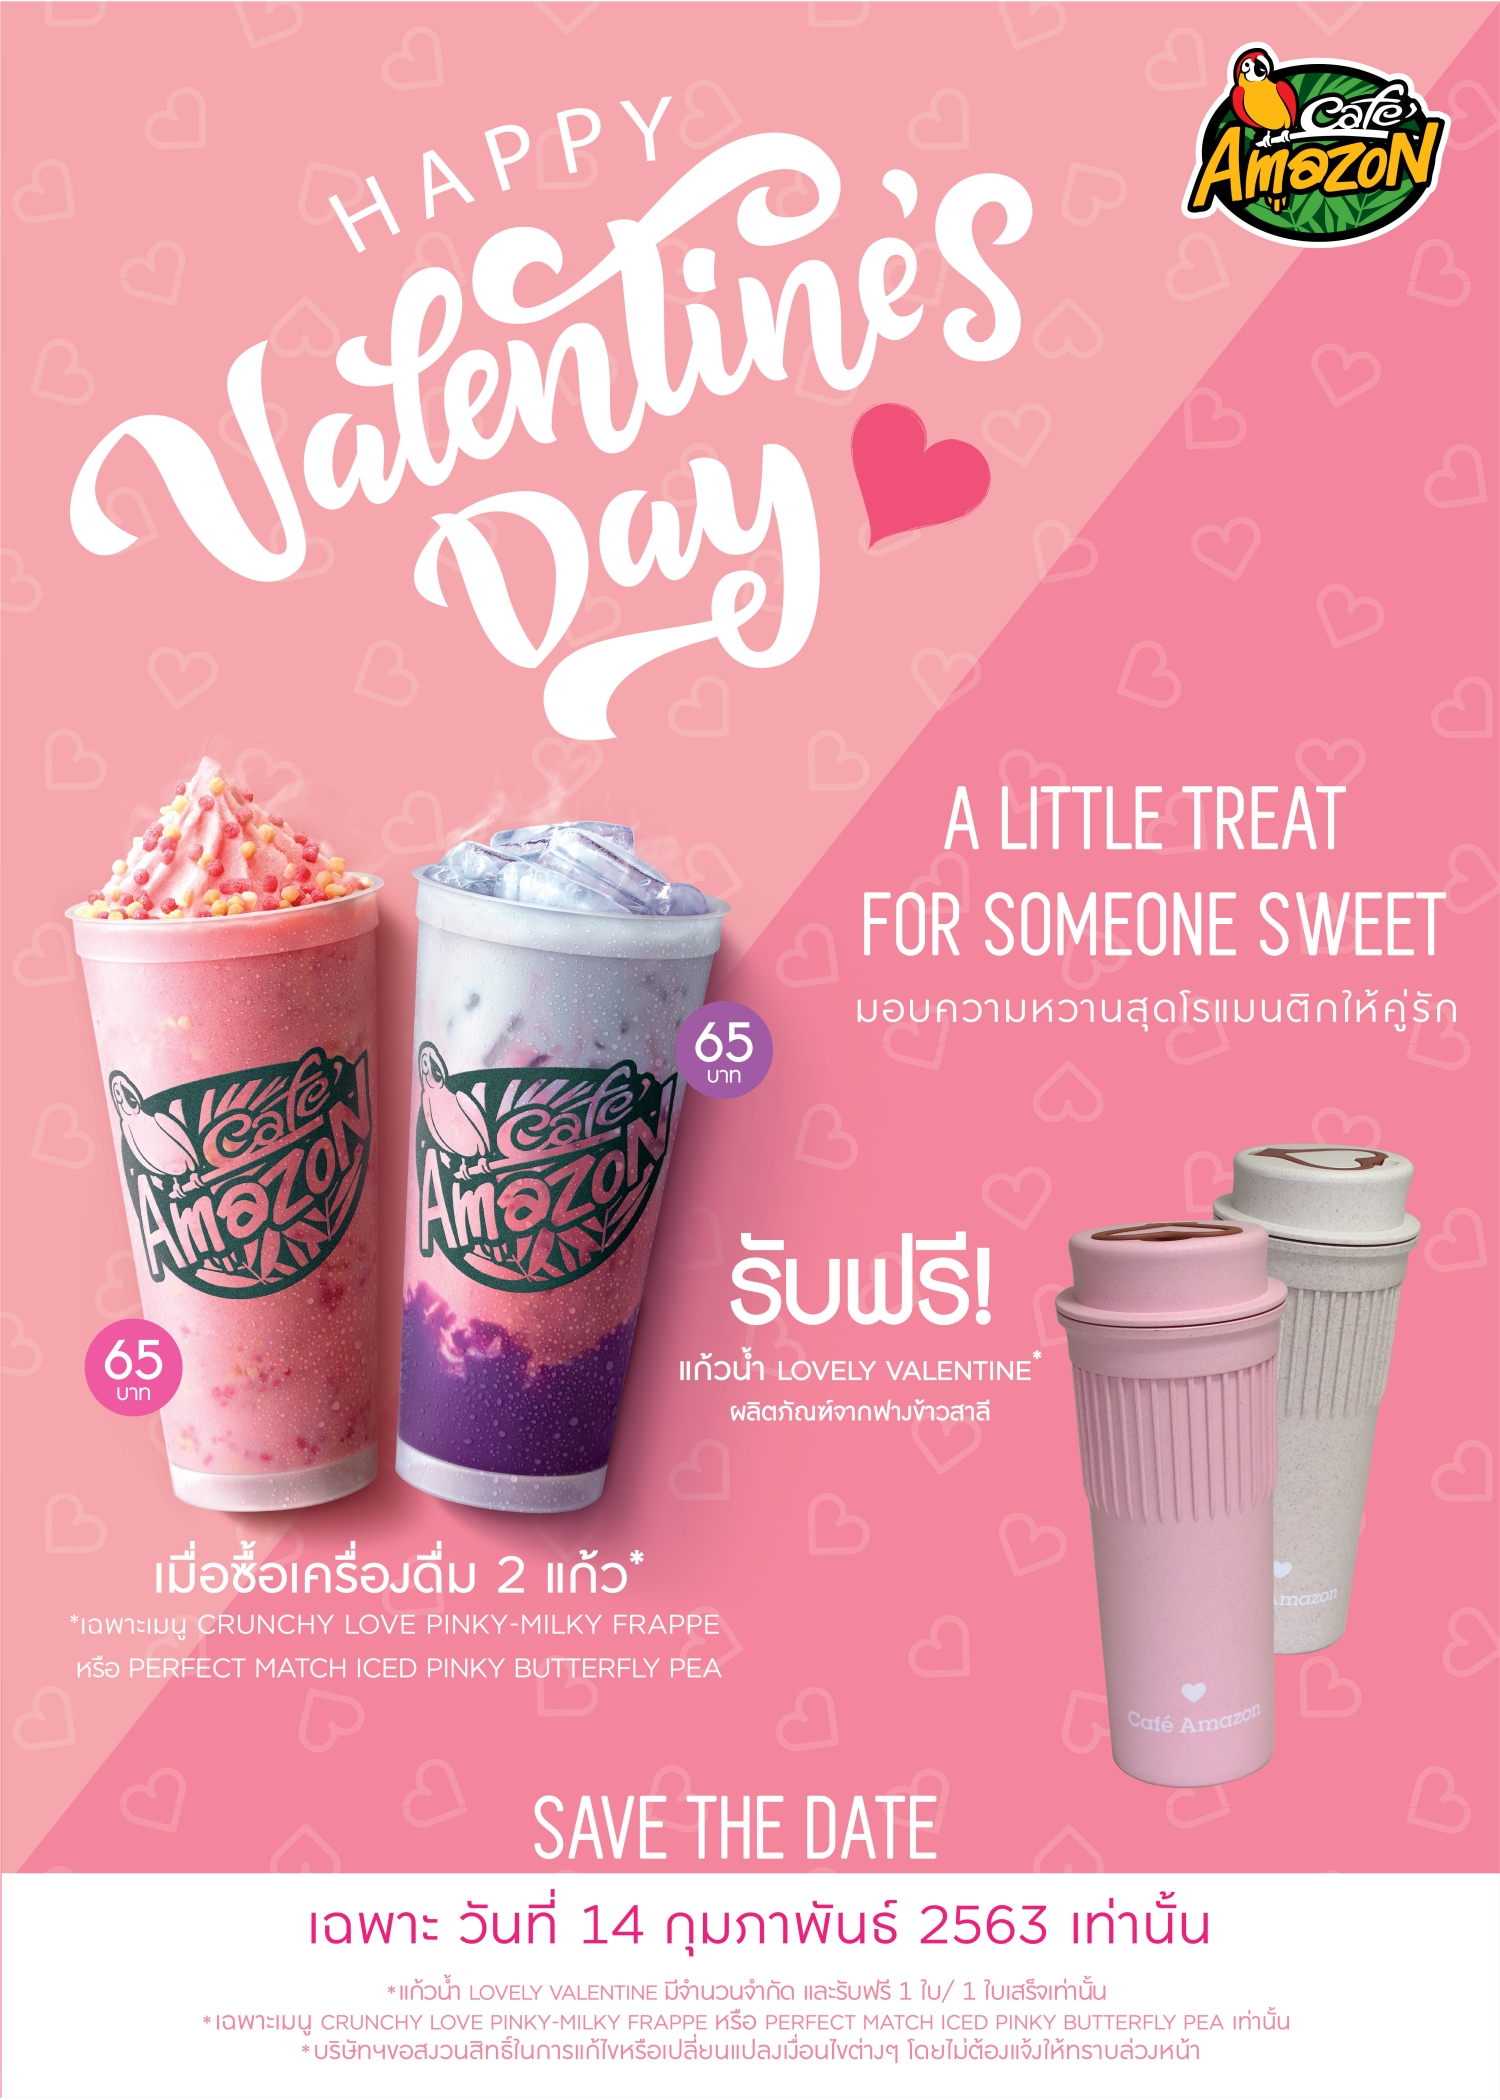 HAPPY
Valentine's
Day
Café
Amazon
A LITTLE TREAT
FOR SOMEONE SWEET
มอบความหวานสุดโรแมนติกให้คู่รัก
Café
Amazon
Café
Amazon
65
บาท
65
บาท
รับฟรี!
แก้วน้ำ LOVELY VALENTINE*
ผลิตภัณฑ์จากฟางข้าวสาลี
Amazon
Café Amazon
เมื่อซื้อเครื่องดื่ม 2 แก้ว*
*เฉพาะเมนู CRUNCHY LOVE PINKY-MILKY FRAPPE
หรือ PERFECT MATCH ICED PINKY BUTTERFLY PEA
SAVE THE DATE
เฉพาะ วันที่ 14 กุมภาพันธ์ 2563 เท่านั้น
*แก้วน้ำ LOVELY VALENTINE มีจำนวนจำกัด และรับฟรี 1 ใบ/ 1 ใบเสร็จเท่านั้น
*เฉพาะเมนู CRUNCHY LOVE PINKY-MILKY FRAPPE หรือ PERFECT MATCH ICED PINKY BUTTERFLY PEA เท่านั้น
*บริษัทฯขอสงวนสิทธิ์ในการแก้ไขหรือเปลี่ยนแปลงเงื่อนไขต่างๆ โดยไม่ต้องแจ้งให้ทราบล่วงหน้า